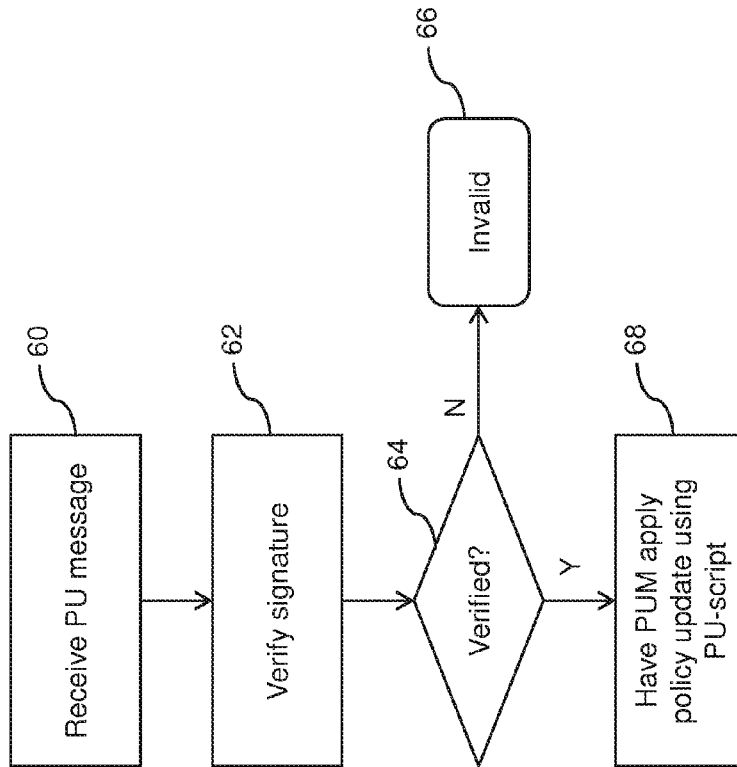 60
Receive PU message
62
Verify signature
64
Verified?
N
66
Invalid
Y
68
Have PUM apply
policy update using
PU-script